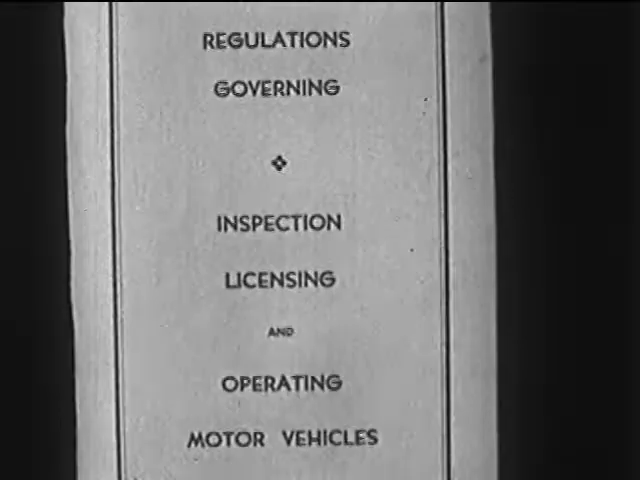 REGULATIONS
GOVERNING
INSPECTION
LICENSING
AND
OPERATING
MOTOR VEHICLES